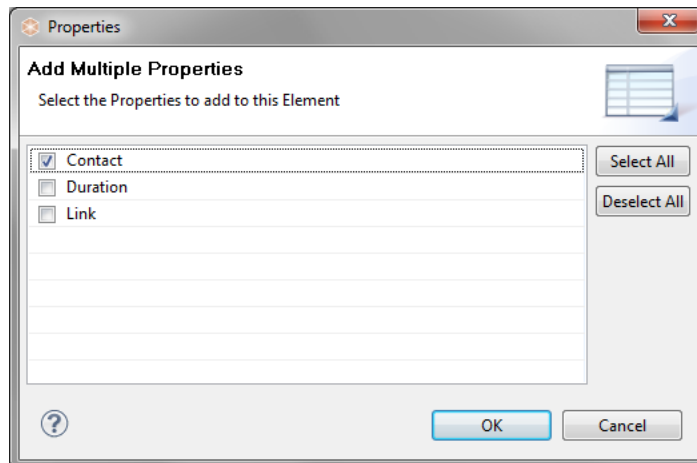 Properties
Add Multiple Properties
Select the Properties to add to this Element
Contact
Duration
Link
Select All
Deselect All
?
OK
Cancel